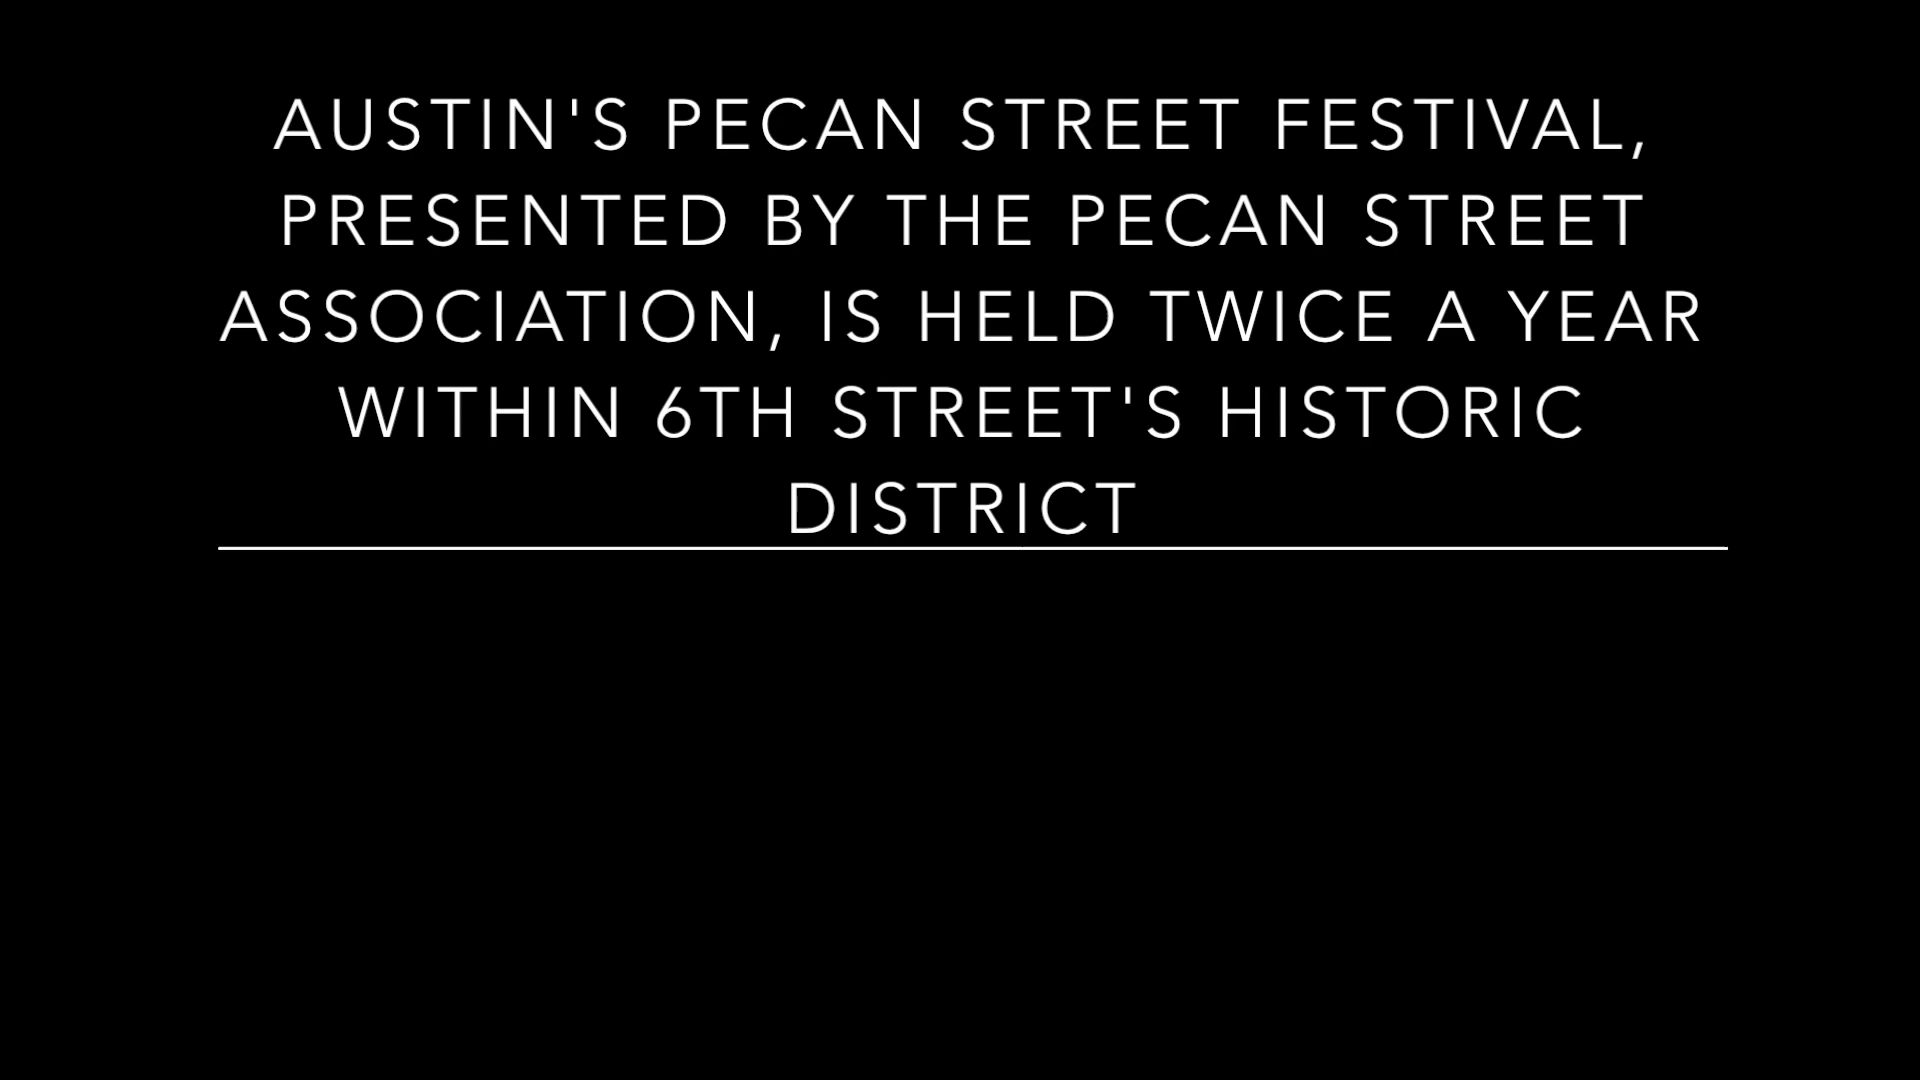 AUSTIN'S PECAN STREET FESTIVAL,
PRESENTED BY THE PECAN STREET
ASSOCIATION, IS HELD TWICE A YEAR
WITHIN 6TH STREET'S HISTORIC
DISTRICT